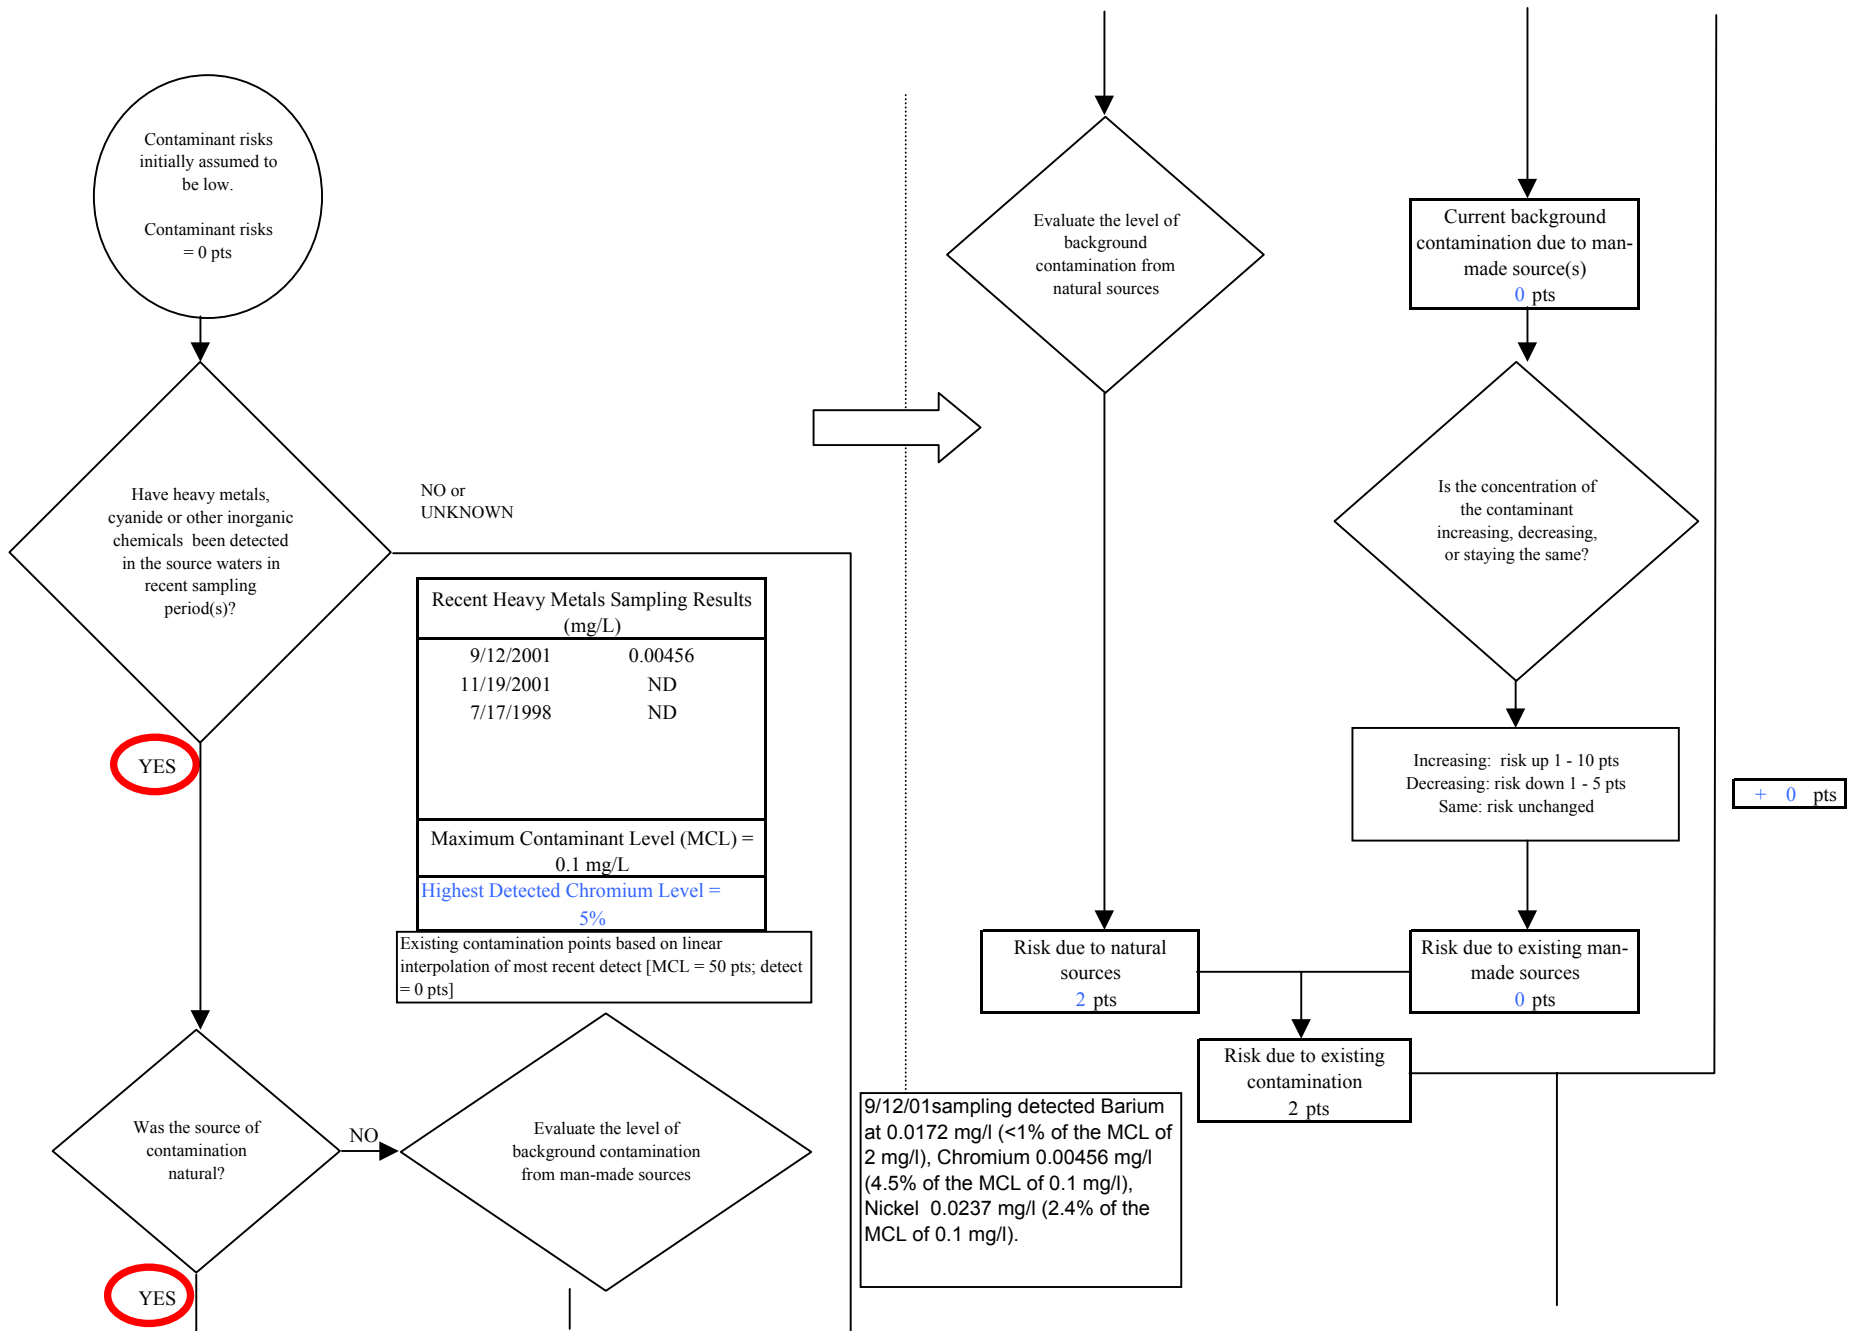 Contaminant risks
initially assumed to
be low.
Contaminant risks
= 0 pts
Have heavy metals,
cyanide or other inorganic
chemicals  been detected
in the source waters in
recent sampling
period(s)?
NO or
UNKNOWN
YES
Recent Heavy Metals Sampling Results
(mg/L)
9/12/2001 0.00456
11/19/2001 ND
7/17/1998 ND
Maximum Contaminant Level (MCL) =
0.1 mg/L
Highest Detected Chromium Level =
5%
Existing contamination points based on linear
interpolation of most recent detect [MCL = 50 pts; detect
= 0 pts]
Was the source of
contamination
natural?
NO
YES
Evaluate the level of
background contamination
from man-made sources
Evaluate the level of
background
contamination from
natural sources
Current background
contamination due to man-
made source(s)
0 pts
Is the concentration of
the contaminant
increasing, decreasing,
or staying the same?
Increasing:  risk up 1 - 10 pts
Decreasing: risk down 1 - 5 pts
Same: risk unchanged
+ 0 pts
Risk due to natural
sources
2 pts
Risk due to existing man-
made sources
0 pts
Risk due to existing
contamination
2 pts
9/12/01sampling detected Barium
at 0.0172 mg/l (<1% of the MCL of
2 mg/l), Chromium 0.00456 mg/l
(4.5% of the MCL of 0.1 mg/l),
Nickel  0.0237 mg/l (2.4% of the
MCL of 0.1 mg/l).